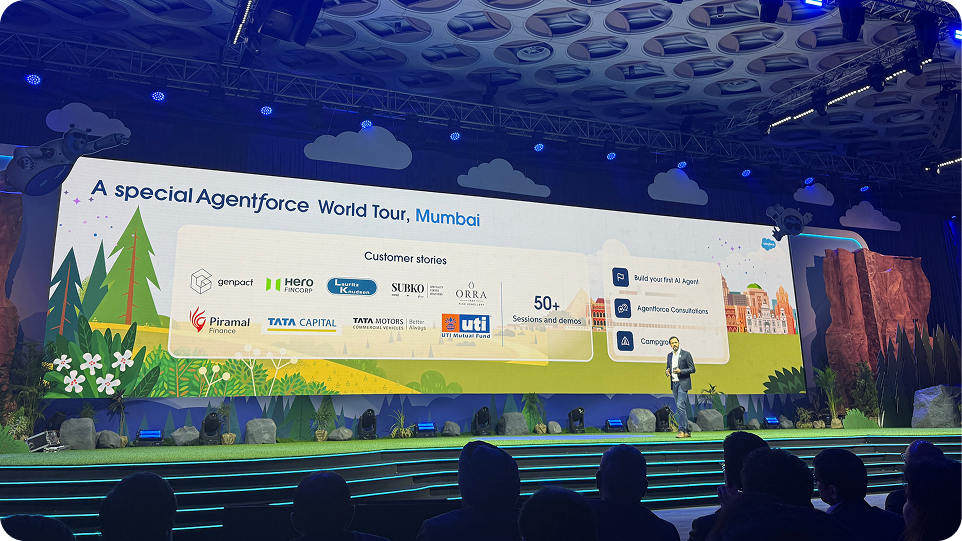 A special Agentforce World Tour, Mumbai
salesforce
Customer stories
genpact
Hero
FINCORP
Lauritz
Knudsen
SUBKO
ORRA
FINE JEWELLERY
Piramal
Finance
TATA CAPITAL
TATA MOTORS
COMMERCIAL VEHICLES
Better
Always
uti
UTI Mutual Fund
50+
Sessions and demos
Build your first AI Agent
Agentforce Consultations